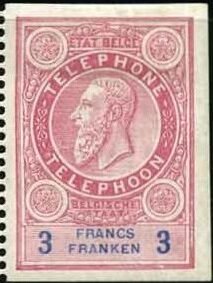 ETAT BELGE
TELEPHONE
TELEPHOON
BELGISCHE
STAAT
3 FRANCS 3
FRANKEN